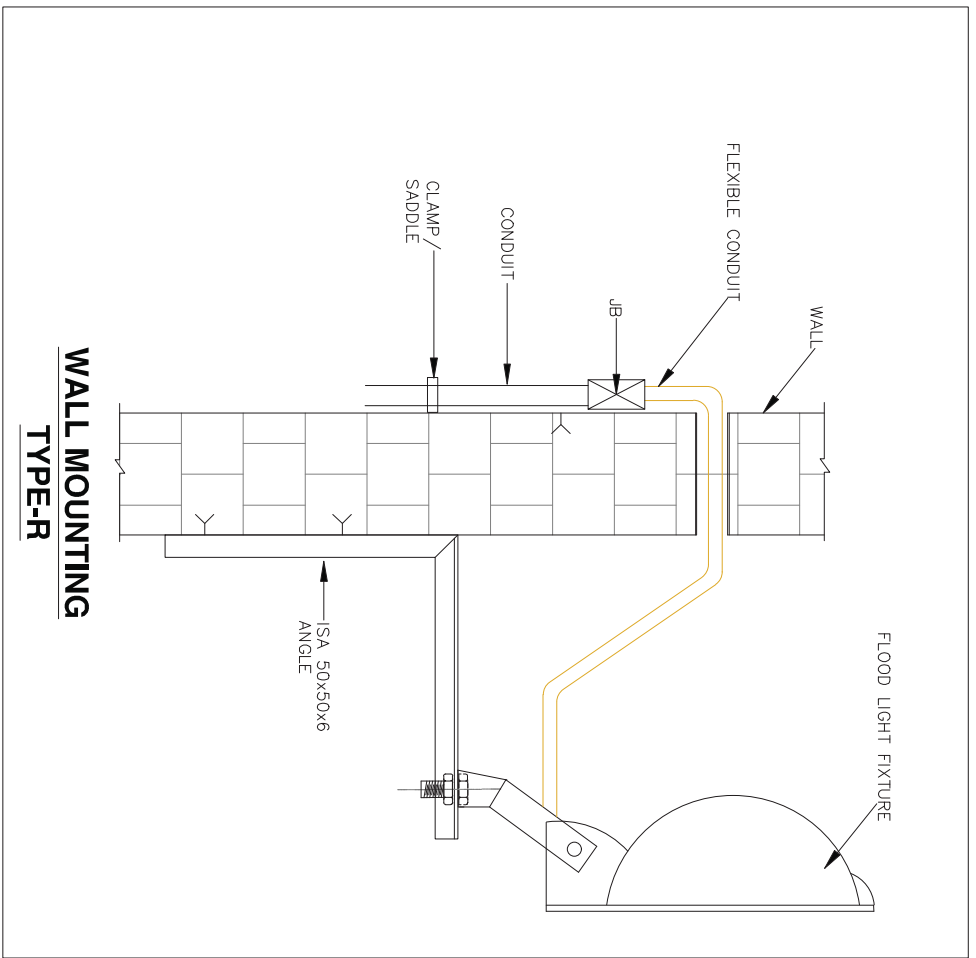 FLOOD LIGHT FIXTURE
WALL
FLEXIBLE CONDUIT
JB
CONDUIT
CLAMP/
SADDLE
ISA 50x50x6
ANGLE
WALL MOUNTING
TYPE-R